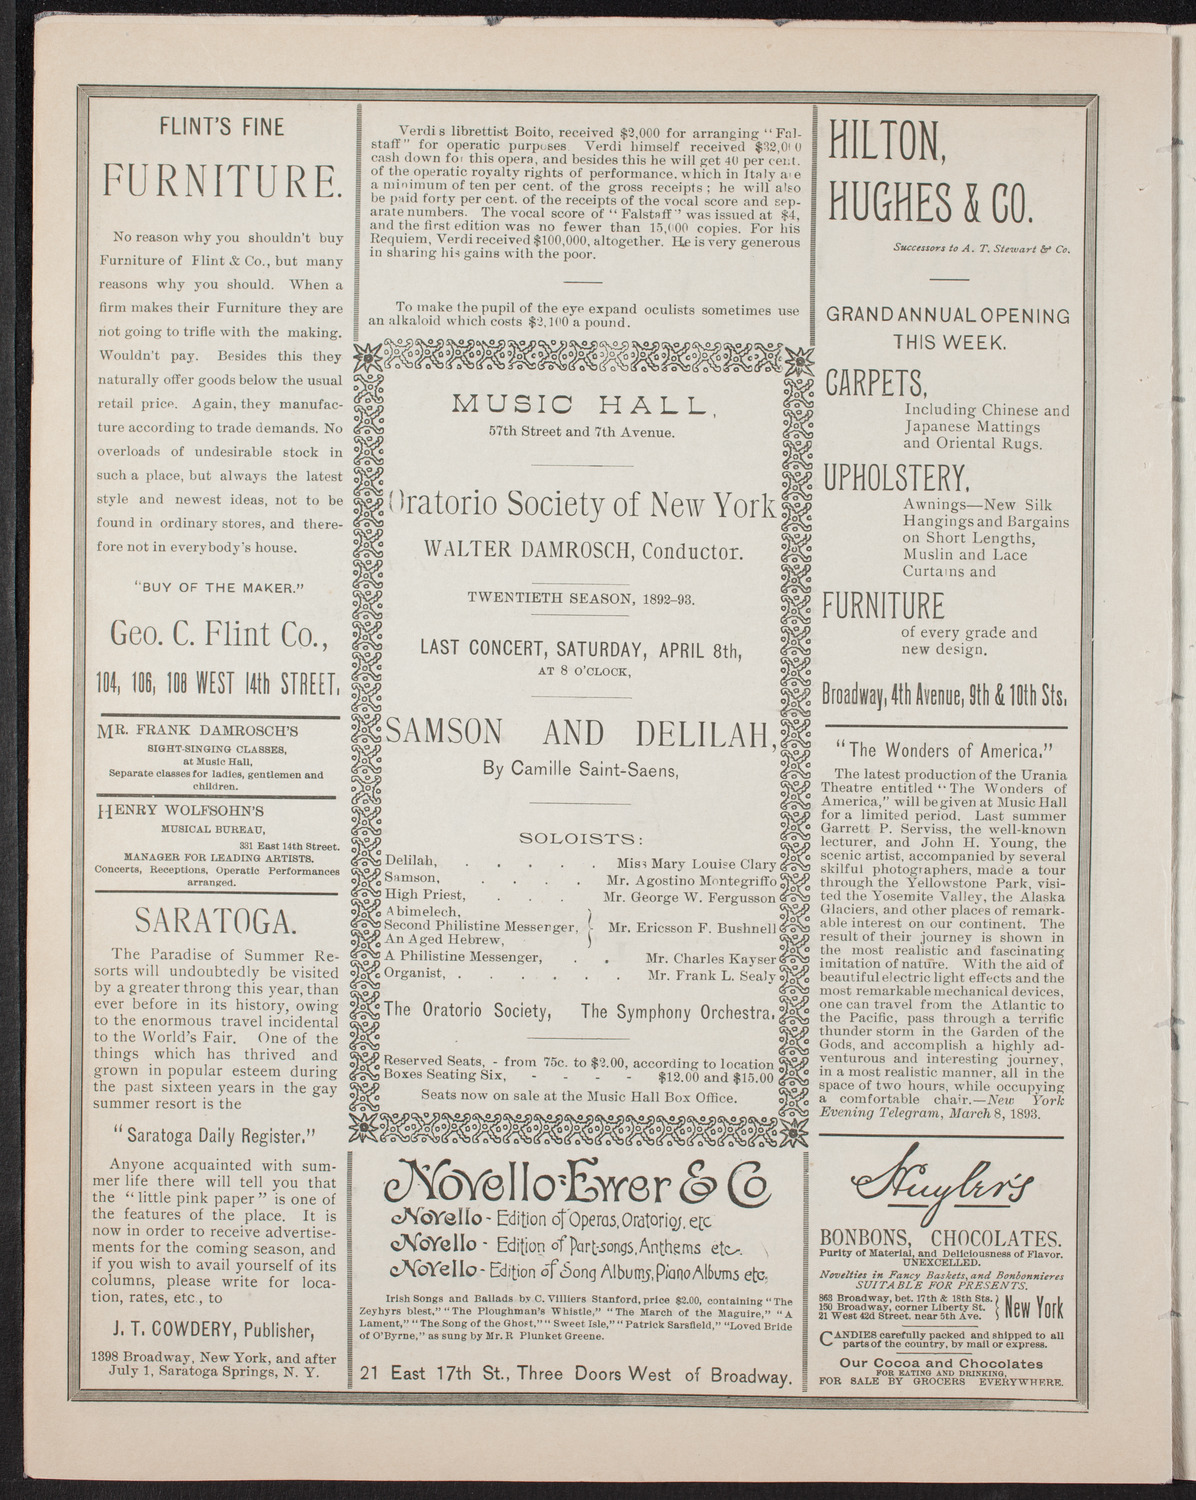 FLINT'S FINE
FURNITURE.
No reason why you shouldn't buy
Furniture of Flint & Co., but many
reasons why you should. When a
firm makes their Furniture they are
not going to trifle with the making.
Wouldn't pay. Besides this they
naturally offer goods below the usual
retail price. Again, they manufac-
ture according to trade demands. No
overloads of undesirable stock in
such a place, but always the latest
style and newest ideas, not to be
found in ordinary stores, and there-
fore not in everybody's house.
"BUY OF THE MAKER."
Geo. C. Flint Co.,
104, 106, 108 WEST 14th STREET.
MR. FRANK DAMROSCH'S
SIGHT-SINGING CLASSES,
at Music Hall,
Separate classes for ladies, gentlemen and
children.
HENRY WOLFSOHN'S
MUSICAL BUREAU,
331 East 14th Street.
MANAGER FOR LEADING ARTISTS.
Concerts, Receptions, Operatic Performances
arranged.
SARATOGA.
The Paradise of Summer Re-
sorts will undoubtedly be visited
by a greater throng this year, than
ever before in its history, owing
to the enormous travel incidental
to the World's Fair. One of the
things which has thrived and
grown in popular esteem during
the past sixteen years in the gay
summer resort is the
"Saratoga Daily Register."
Anyone acquainted with sum-
mer life there will tell you that
the "little pink paper" is one of
the features of the place. It is
now in order to receive advertise-
ments for the coming season, and
if you wish to avail yourself of its
columns, please write for loca-
tion, rates, etc., to
J. T. COWDERY, Publisher,
1398 Broadway, New York, and after
July 1, Saratoga Springs, N. Y.
Verdi s librettist Boito, received $2,000 for arranging "Fal-
staff" for operatic purposes Verdi himself received $32,000
cash down for this opera, and besides this he will get 40 per cent.
of the operatic royalty rights of performance. which in Italy are
a minimum of ten per cent. of the gross receipts; he will also
be paid forty per cent. of the receipts of the vocal score and sep-
arate numbers. The vocal score of "Falstaff" was issued at $4,
and the first edition was no fewer than 15,000 copies. For his
Requiem, Verdi received $100,000, altogether. He is very generous
in sharing his gains with the poor.
To make the pupil of the eye expand oculists sometimes use
an alkaloid which costs $2,100 a pound.
MUSIC HALL,
57th Street and 7th Avenue.
Oratorio Society of New York
WALTER DAMROSCH, Conductor.
TWENTIETH SEASON, 1892-93.
LAST CONCERT, SATURDAY, APRIL 8th,
AT 8 O'CLOCK,
SAMSON AND DELILAH,
By Camille Saint-Saens,
SOLOISTS:
Delilah, . . . . . Miss Mary Louise Clary
Samson, . . . . Mr. Agostino Montegriffo
High Priest, . . . Mr. George W. Fergusson
Abimelech,
Second Philistine Messenger, } Mr. Ericsson F. Bushnell
An Aged Hebrew,
A Philistine Messenger, . . Mr. Charles Kayser
Organist, . . . . . . Mr. Frank L. Sealy
The Oratorio Society, The Symphony Orchestra.
Reserved Seats, - from 75c. to $2.00, according to location
Boxes Seating Six, - - - - $12.00 and $15.00
Seats now on sale at the Music Hall Box Office.
Novello-Ewer & Co
Novello - Edition of Operas, Oratorios, etc
Novello - Edition of Part-songs, Anthems etc.
Novello - Edition of Song Albums, Piano Albums etc.
Irish Songs and Ballads by C. Villiers Stanford, price $2.00, containing "The
Zeyhyrs blest," "The Ploughman's Whistle," "The March of the Maguire," "A
Lament," "The Song of the Ghost," "Sweet Isle," "Patrick Sarsfield," "Loved Bride
of O'Byrne," as sung by Mr. R Plunket Greene.
21 East 17th St., Three Doors West of Broadway.
HILTON,
HUGHES & CO.
Successors to A. T. Stewart & Co.
GRAND ANNUAL OPENING
THIS WEEK.
CARPETS,
Including Chinese and
Japanese Mattings
and Oriental Rugs.
UPHOLSTERY,
Awnings—New Silk
Hangings and Bargains
on Short Lengths,
Muslin and Lace
Curtains and
FURNITURE
of every grade and
new design.
Broadway, 4th Avenue, 9th & 10th Sts.
"The Wonders of America."
The latest production of the Urania
Theatre entitled "The Wonders of
America," will be given at Music Hall
for a limited period. Last summer
Garrett P. Serviss, the well-known
lecturer, and John H. Young, the
scenic artist, accompanied by several
skilful photographers, made a tour
through the Yellowstone Park, visi-
ted the Yosemite Valley, the Alaska
Glaciers, and other places of remark-
able interest on our continent. The
result of their journey is shown in
the most realistic and fascinating
imitation of nature. With the aid of
beautiful electric light effects and the
most remarkable mechanical devices,
one can travel from the Atlantic to
the Pacific, pass through a terrific
thunder storm in the Garden of the
Gods, and accomplish a highly ad-
venturous and interesting journey,
in a most realistic manner, all in the
space of two hours, while occupying
a comfortable chair.—New York
Evening Telegram, March 8, 1893.
Huyler's
BONBONS, CHOCOLATES.
Purity of Material, and Deliciousness of Flavor.
UNEXCELLED.
Novelties in Fancy Baskets, and Bonbonnieres
SUITABLE FOR PRESENTS.
863 Broadway, bet. 17th & 18th Sts.
150 Broadway, corner Liberty St. } New York
21 West 42d Street. near 5th Ave.
CANDIES carefully packed and shipped to all
parts of the country, by mail or express.
Our Cocoa and Chocolates
FOR EATING AND DRINKING,
FOR SALE BY GROCERS EVERYWHERE.